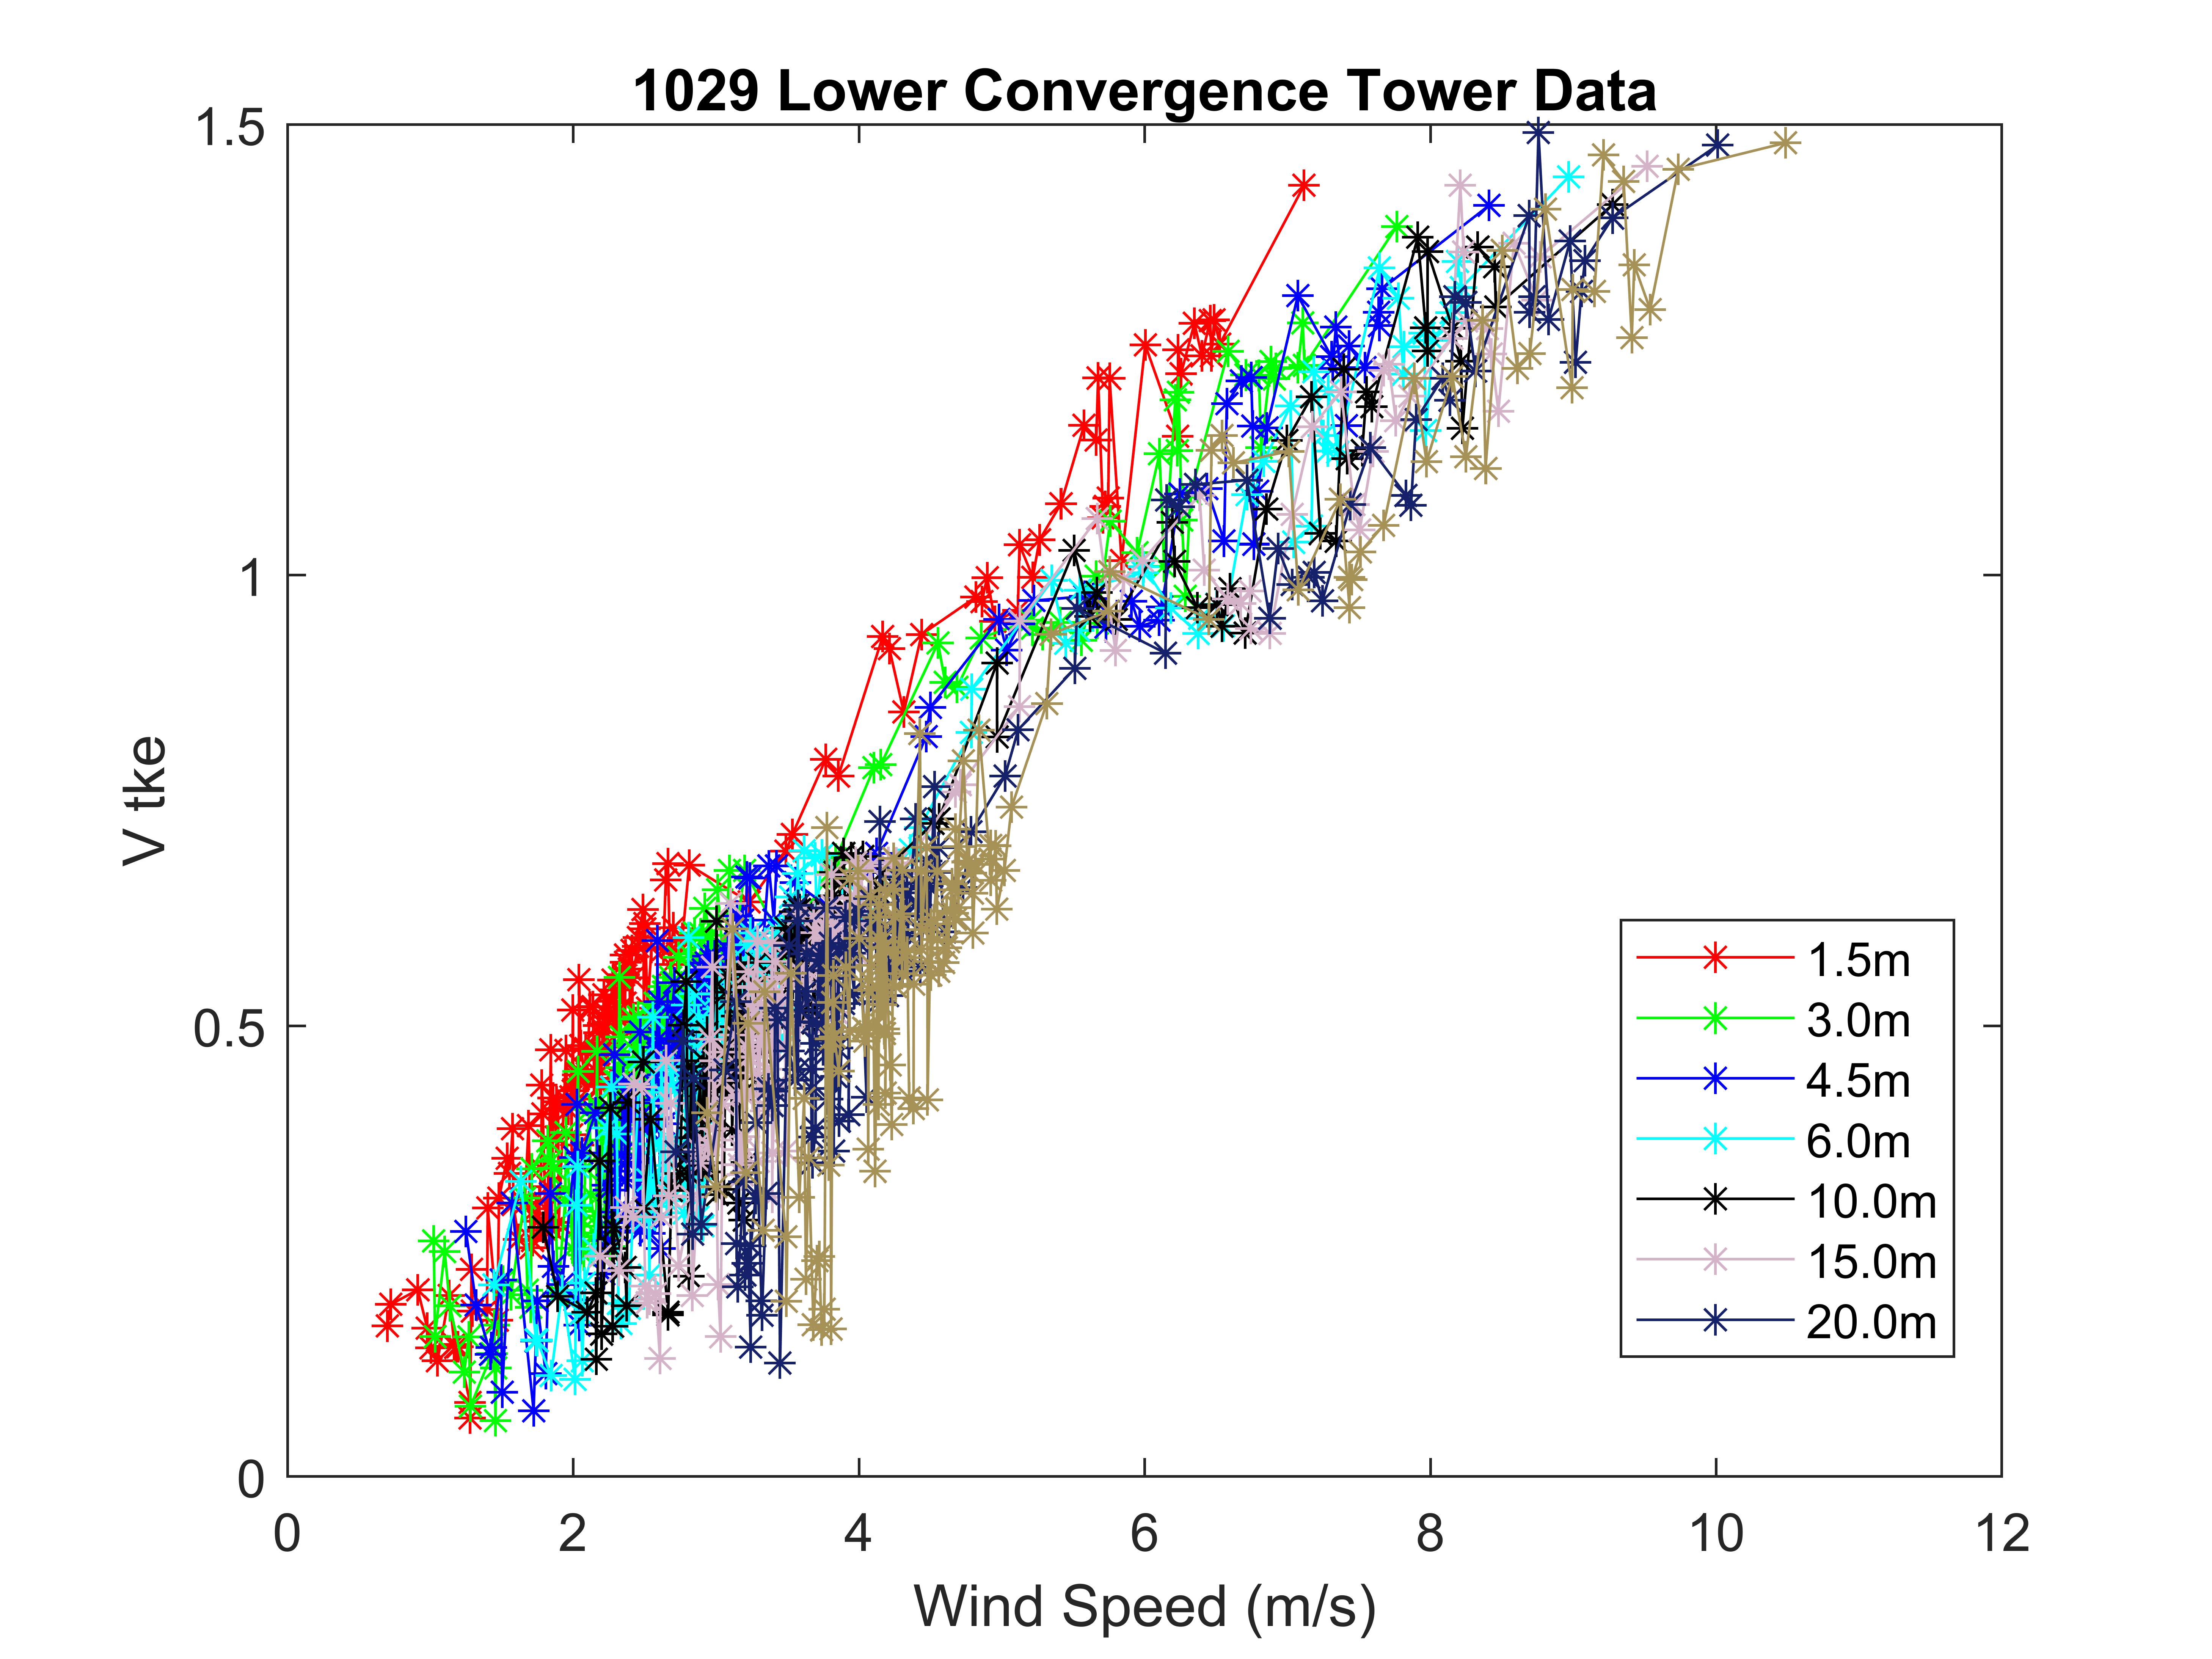 1029 Lower Convergence Tower Data
1.5
1
0.5
0
V tke
0 2 4 6 8 10 12
Wind Speed (m/s)
1.5m
3.0m
4.5m
6.0m
10.0m
15.0m
20.0m